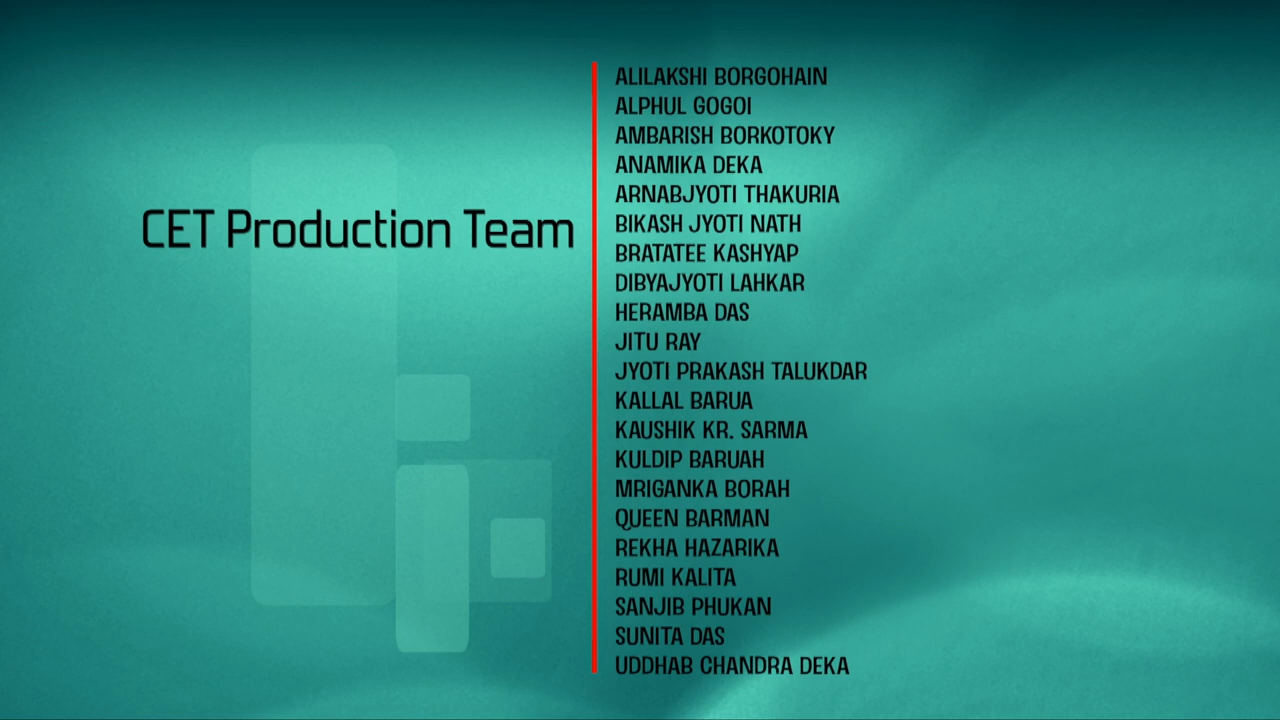 CET Production Team
ALILAKSHI BORGOHAIN
ALPHUL GOGOI
AMBARISH BORKOTOKY
ANAMIKA DEKA
ARNABJYOTI THAKURIA
BIKASH JYOTI NATH
BRATATEE KASHYAP
DIBYAJYOTI LAHKAR
HERAMBA DAS
JITU RAY
JYOTI PRAKASH TALUKDAR
KALLAL BARUA
KAUSHIK KR. SARMA
KULDIP BARUAH
MRIGANKA BORAH
QUEEN BARMAN
REKHA HAZARIKA
RUMI KALITA
SANJIB PHUKAN
SUNITA DAS
UDDHAB CHANDRA DEKA